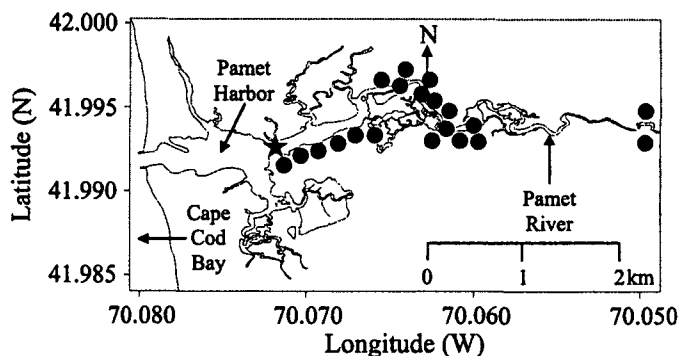 42.000
41.995
41.990
41.985
Latitude (N)
Pamet
Harbor
N
Cape
Cod
Bay
Pamet
River
0 1 2km
70.080 70.070 70.060 70.050
Longitude (W)